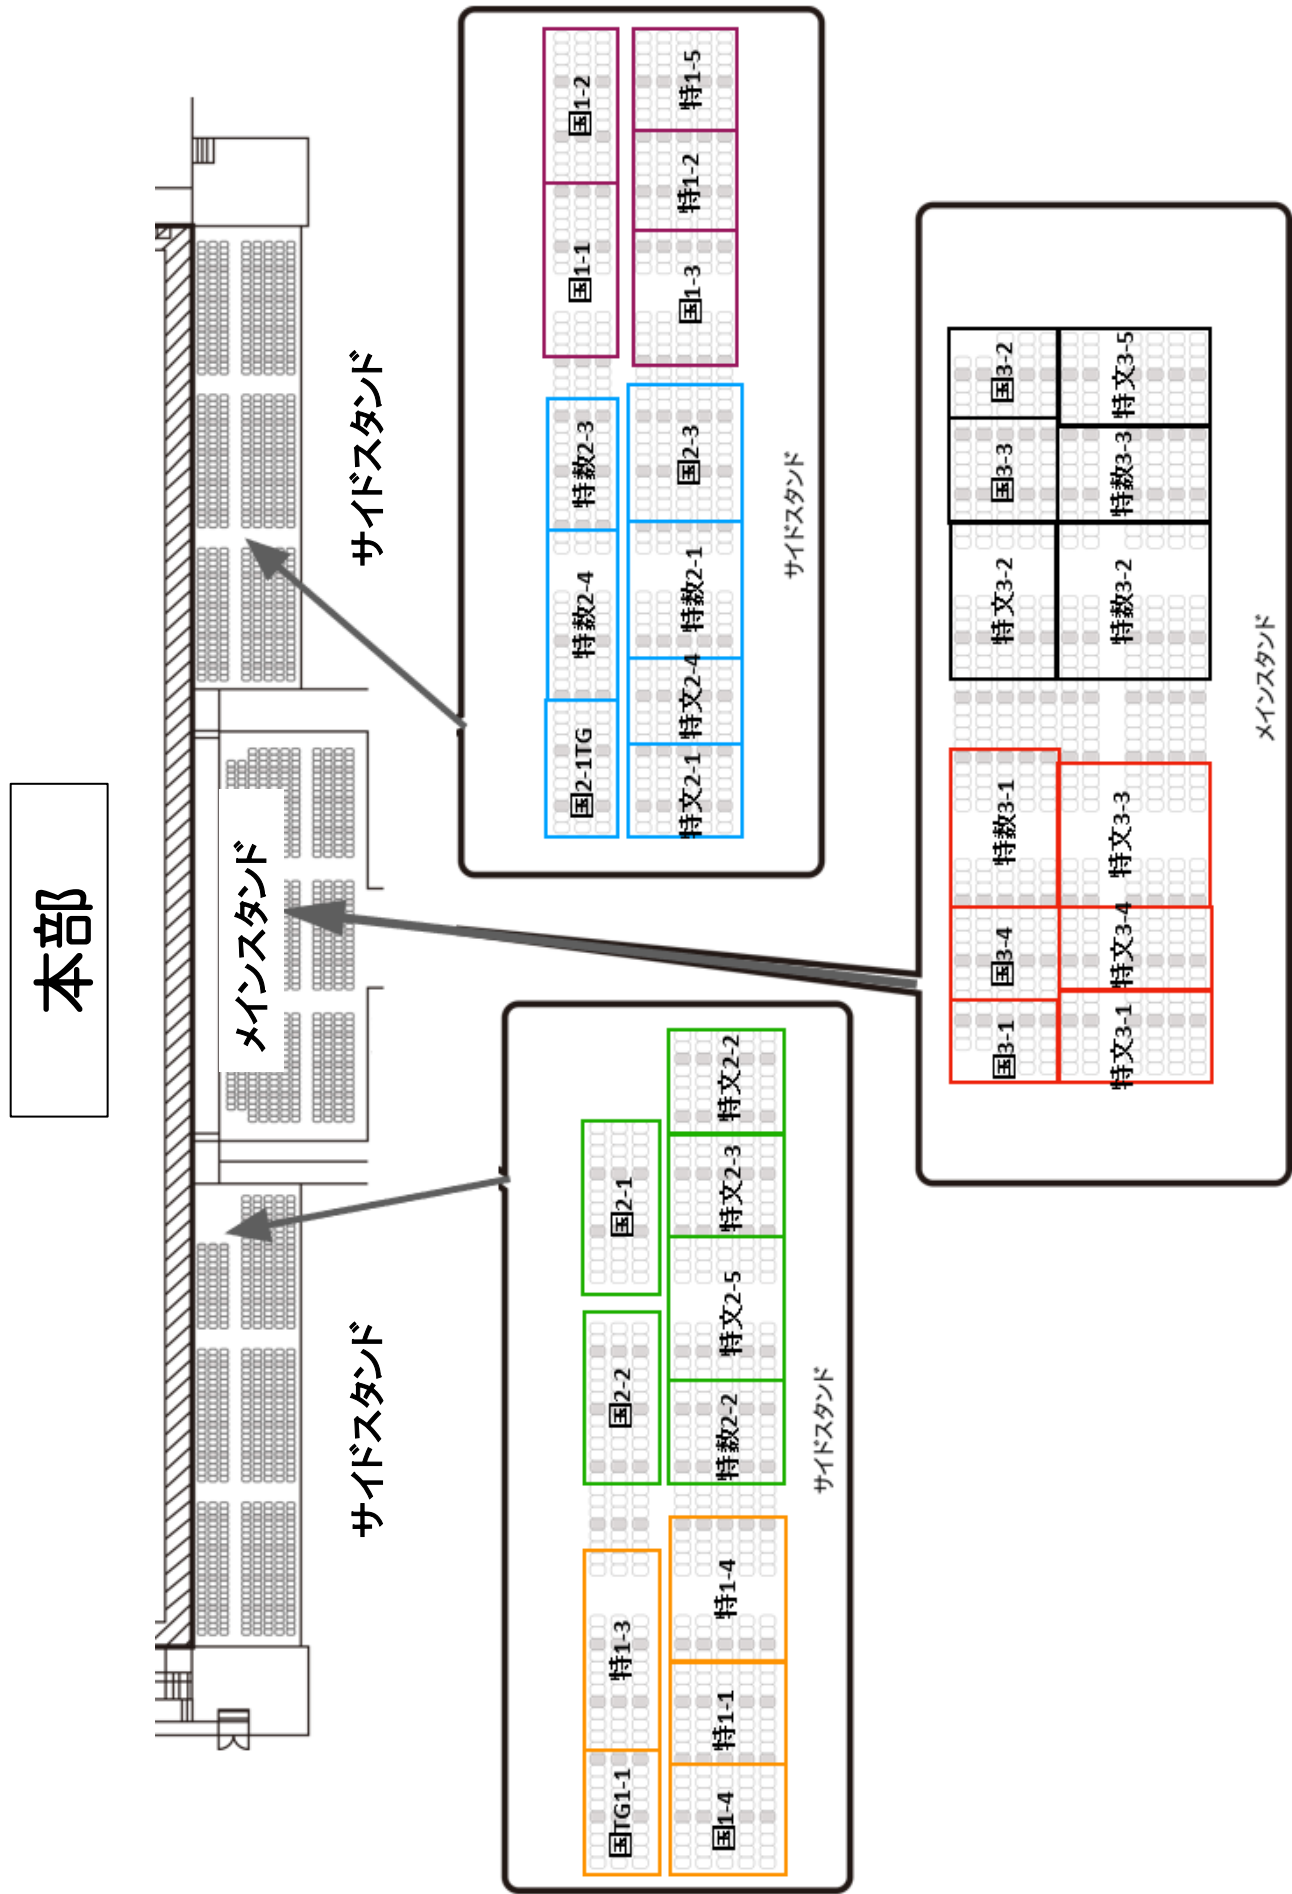 本部
サイドスタンド
メインスタンド
サイドスタンド
国TG1-1
特1-3
国2-2
国2-1
国1-4
特1-1
特1-4
特数2-2
特文2-5
特文2-3
特文2-2
サイドスタンド
国2-1TG
特数2-4
特数2-3
国1-1
国1-2
特文2-1
特文2-4
特数2-1
国2-3
国1-3
特1-2
特1-5
サイドスタンド
国3-1
国3-4
特数3-1
特文3-2
国3-3
国3-2
特文3-1
特文3-4
特文3-3
特数3-2
特数3-3
特文3-5
メインスタンド